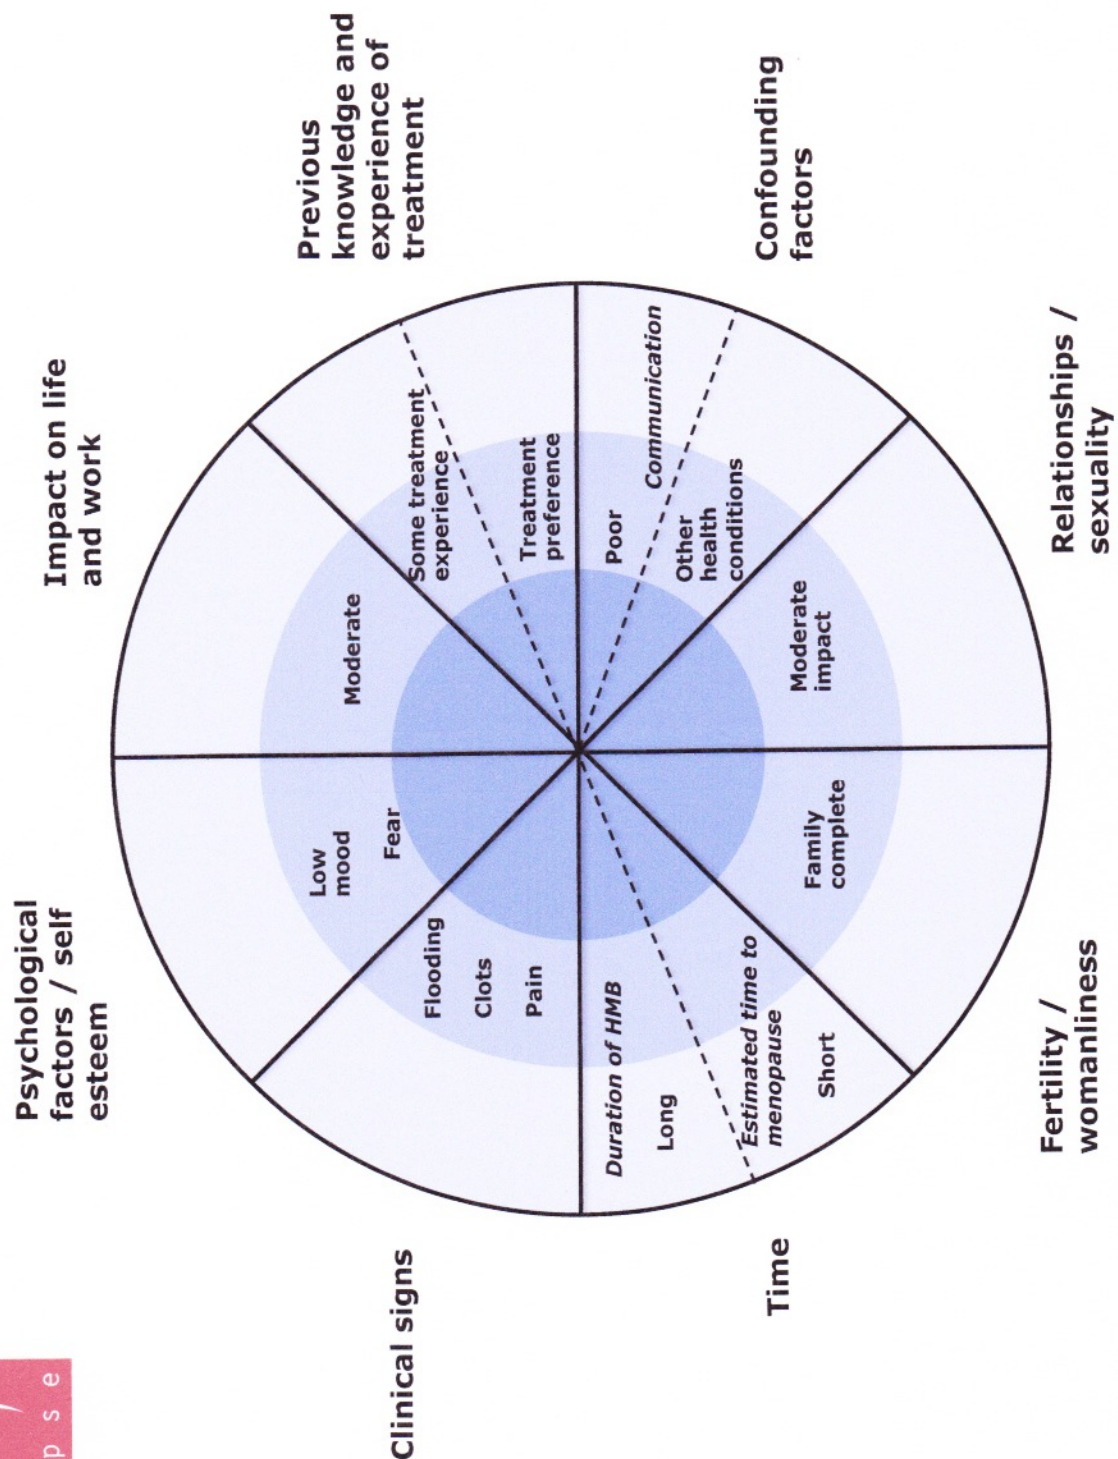 p s e
Psychological
factors / self
esteem
Impact on life
and work
Clinical signs
Previous
knowledge and
experience of
treatment
Low
mood
Fear
Moderate
Flooding
Clots
Pain
Some treatment
experience
Treatment
preference
Duration of HMB
Long
Estimated time to
menopause
Short
Poor
Communication
Other
health
conditions
Family
complete
Moderate
impact
Time
Confounding
factors
Fertility /
womanliness
Relationships /
sexuality